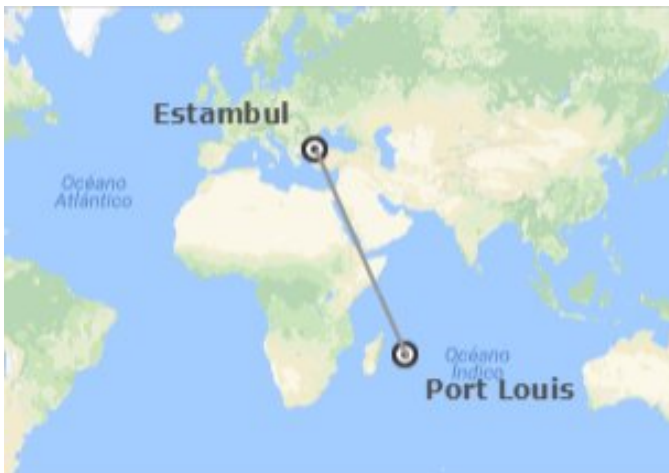 Estambul
Océano
Atlántico
Océano
Índico
Port Louis